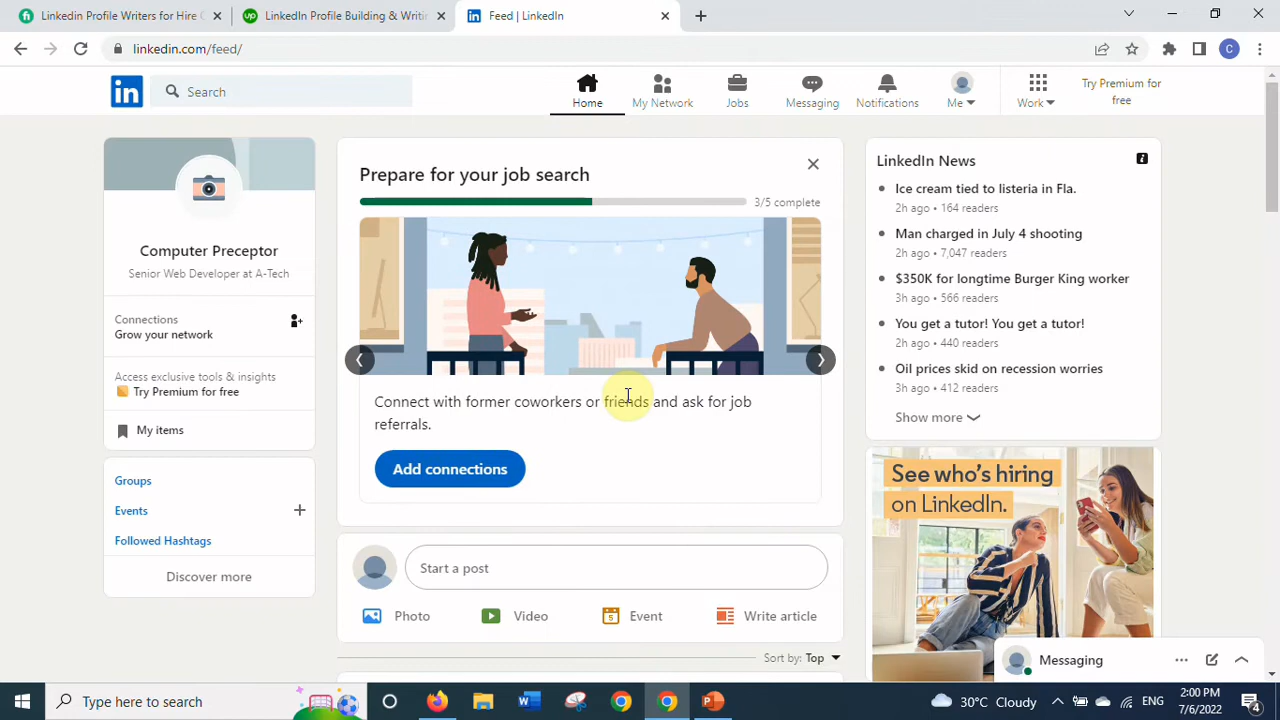 Linkedin Profile Writers for Hire C
LinkedIn Profile Building & Writin
Feed | LinkedIn
linkedin.com/feed/
C
in
Search
Home
My Network
Jobs
Messaging
Notifications
Me
Work
Try Premium for
free
Computer Preceptor
Senior Web Developer at A-Tech
Connections
Grow your network
Access exclusive tools & insights
Try Premium for free
My items
Groups
Events
Followed Hashtags
Discover more
Prepare for your job search
3/5 complete
Connect with former coworkers or friends and ask for job
referrals.
Add connections
Start a post
Photo
Video
Event
Write article
Sort by: Top
LinkedIn News
Ice cream tied to listeria in Fla.
2h ago • 164 readers
Man charged in July 4 shooting
2h ago • 7,047 readers
$350K for longtime Burger King worker
3h ago • 566 readers
You get a tutor! You get a tutor!
2h ago • 440 readers
Oil prices skid on recession worries
3h ago • 412 readers
Show more
See who's hiring
on LinkedIn.
Messaging
Type here to search
30°C Cloudy
ENG
2:00 PM
7/6/2022
4